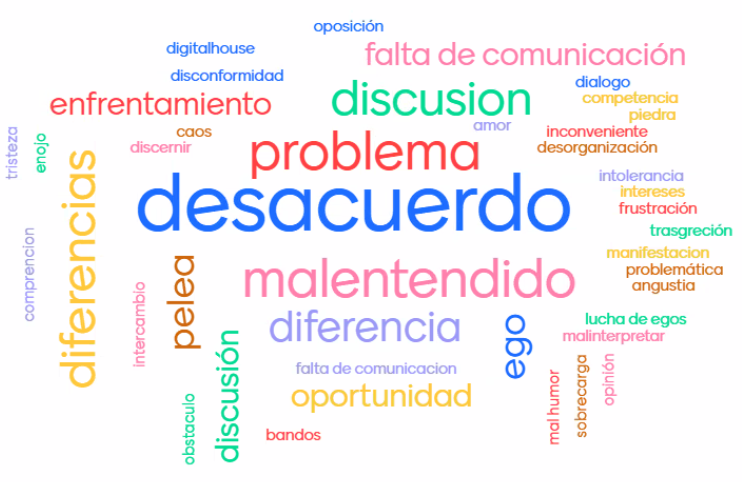 oposición
digitalhouse
falta de comunicación
disconformidad
dialogo
enfrentamiento
discusion
competencia
piedra
amor
caos
inconveniente
discernir
problema
desorganización
tristeza
enojo
desacuerdo
intolerancia
intereses
frustración
trasgreción
diferencias
comprencion
pelea
malentendido
manifestacion
problemática
angustia
intercambio
diferencia
ego
lucha de egos
malinterpretar
discusión
falta de comunicacion
oportunidad
obstaculo
bandos
mal humor
sobrecarga
opinión